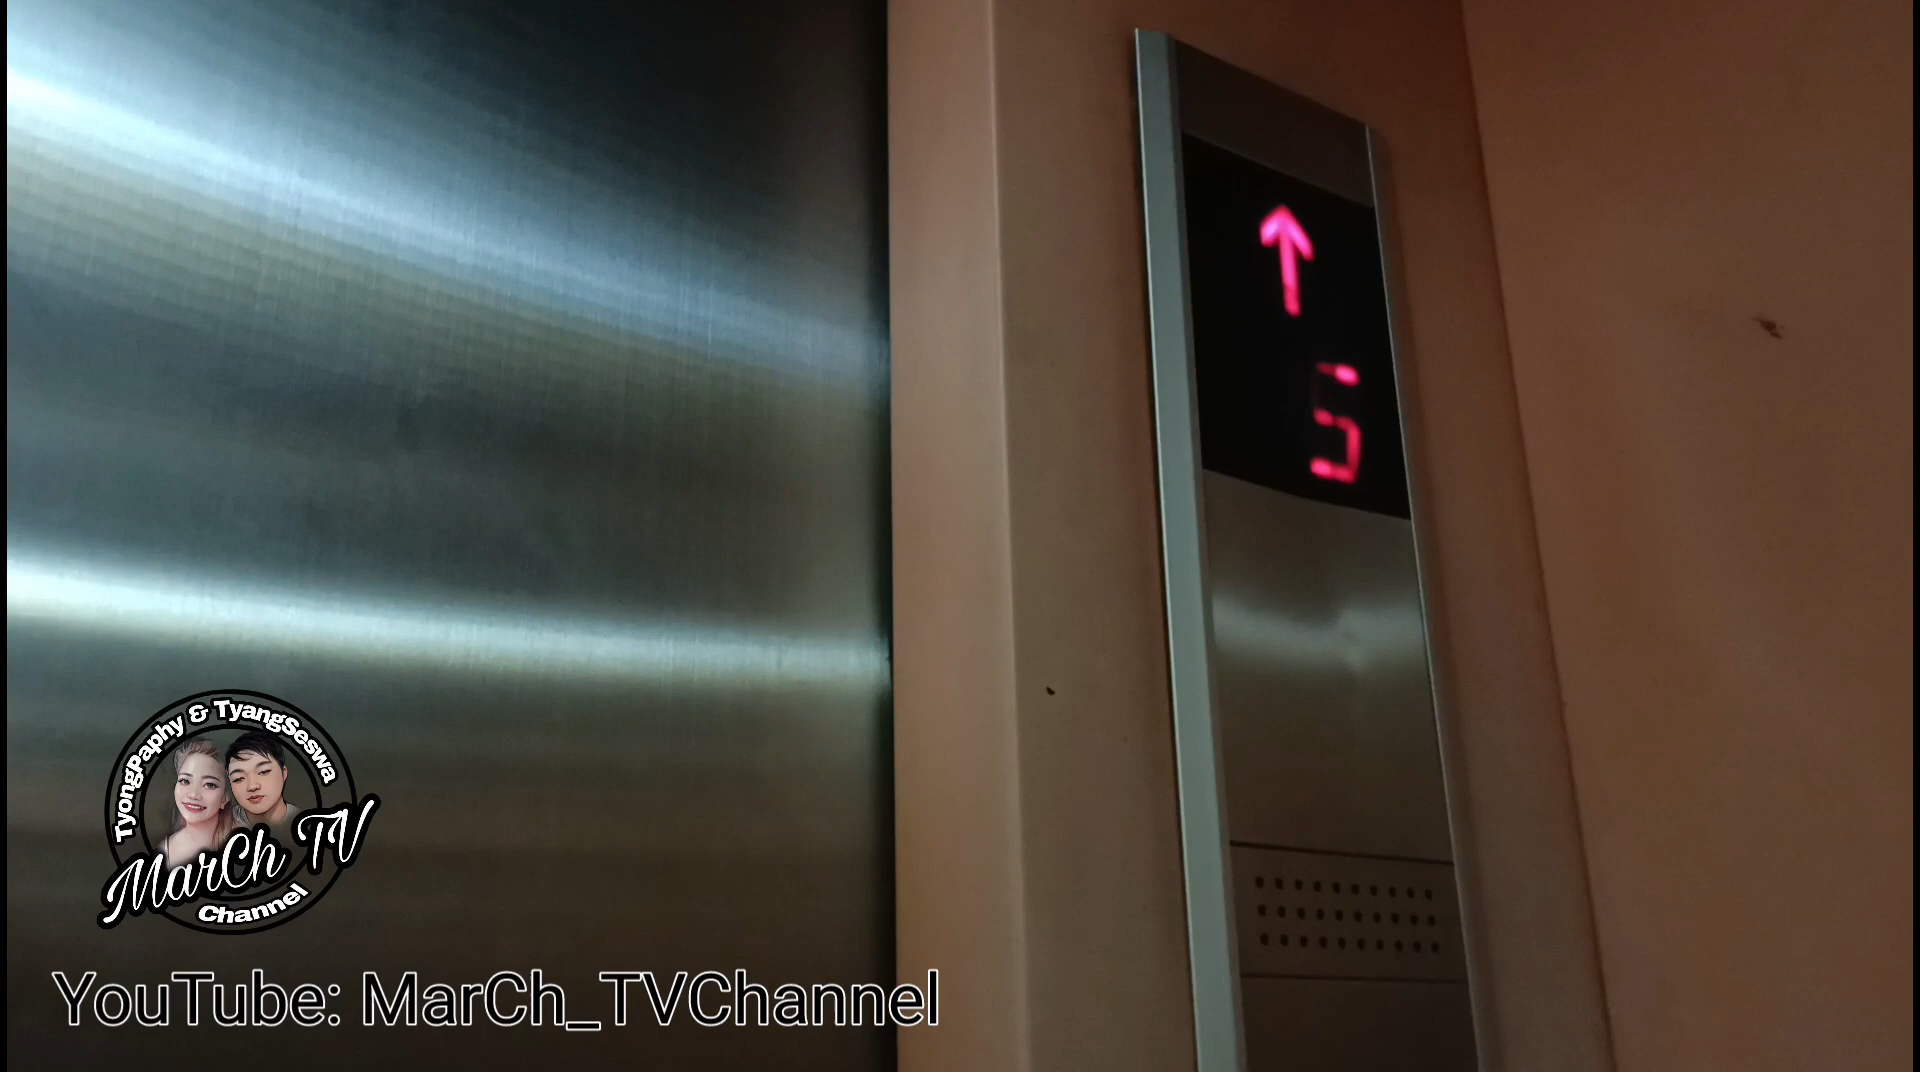 5
TyongPaphy & TyangSeswa
MarCh TV
Channel
YouTube: MarCh_TVChannel